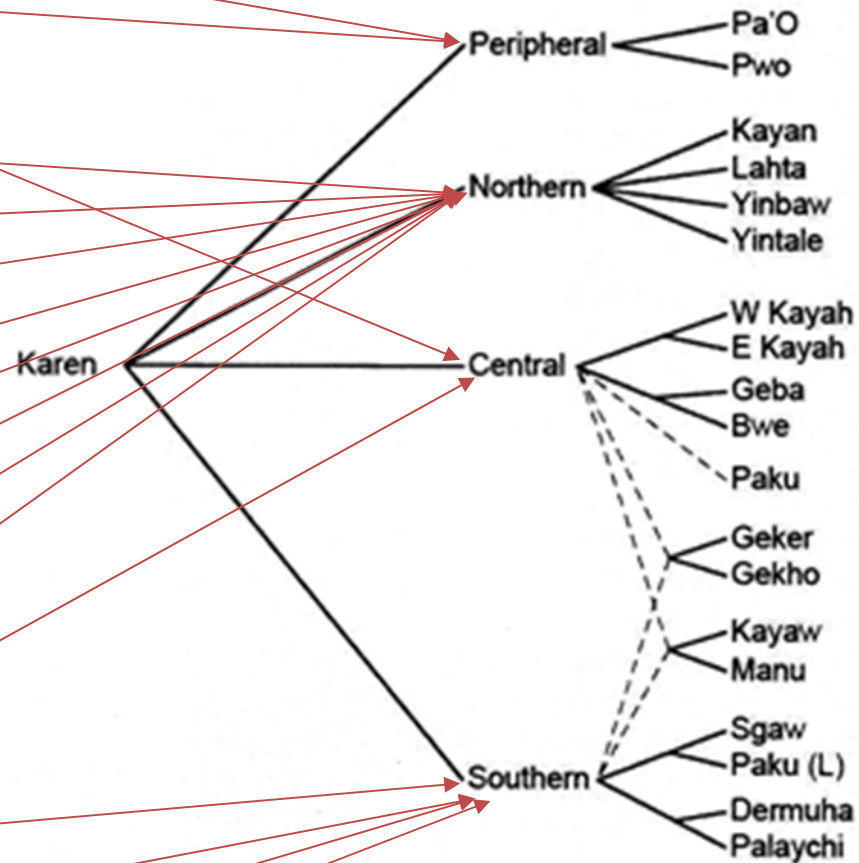 Karen
Peripheral
Pa'O
Pwo
Northern
Kayan
Lahta
Yinbaw
Yintale
Central
W Kayah
E Kayah
Geba
Bwe
Paku
Geker
Gekho
Kayaw
Manu
Southern
Sgaw
Paku (L)
Dermuha
Palaychi